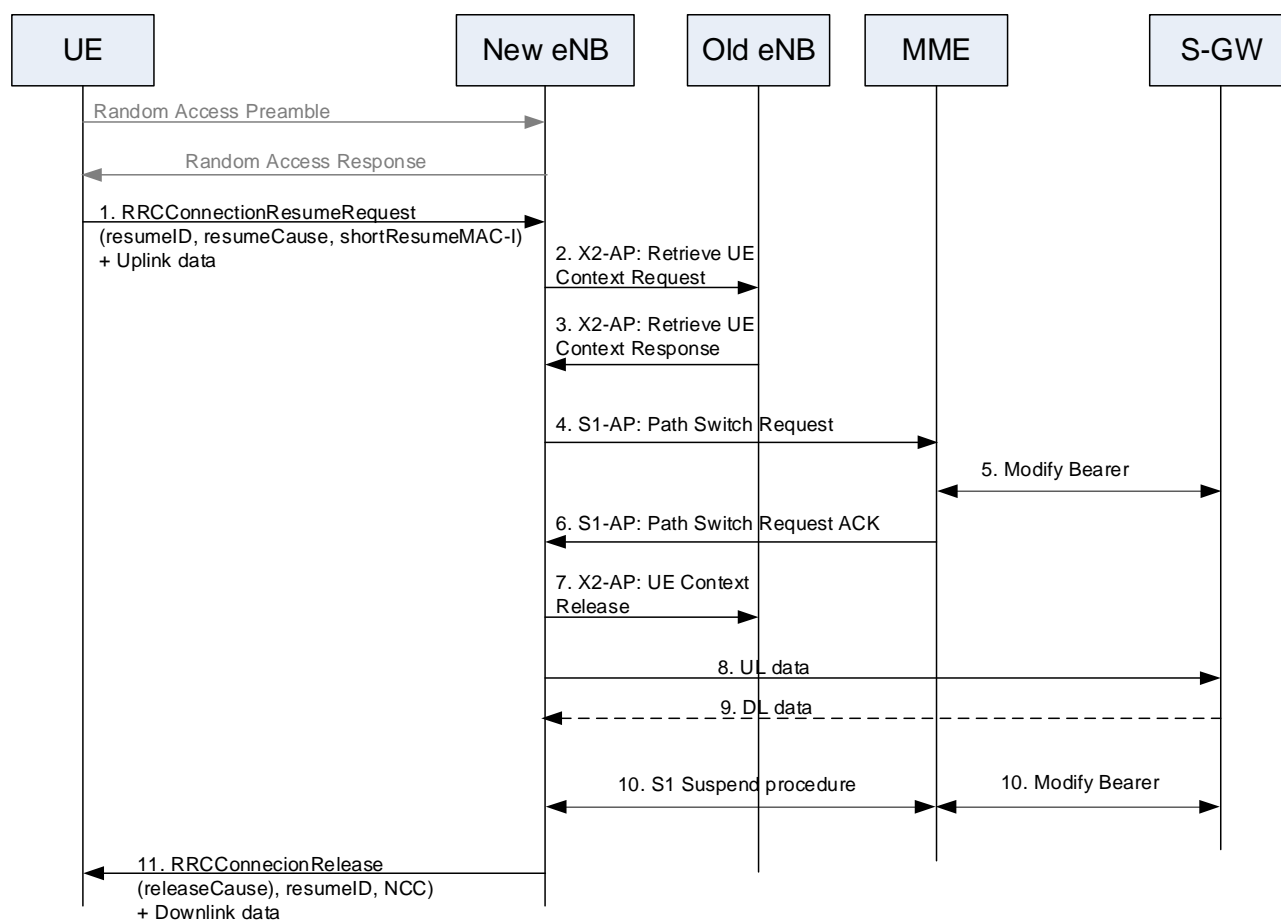 UE
New eNB
Old eNB
MME
S-GW
Random Access Preamble
Random Access Response
1. RRCConnectionResumeRequest
(resumeID, resumeCause, shortResumeMAC-I)
+ Uplink data
2. X2-AP: Retrieve UE
Context Request
3. X2-AP: Retrieve UE
Context Response
4. S1-AP: Path Switch Request
5. Modify Bearer
6. S1-AP: Path Switch Request ACK
7. X2-AP: UE Context
Release
8. UL data
9. DL data
10. S1 Suspend procedure
10. Modify Bearer
11. RRCConnecionRelease
(releaseCause), resumeID, NCC)
+ Downlink data